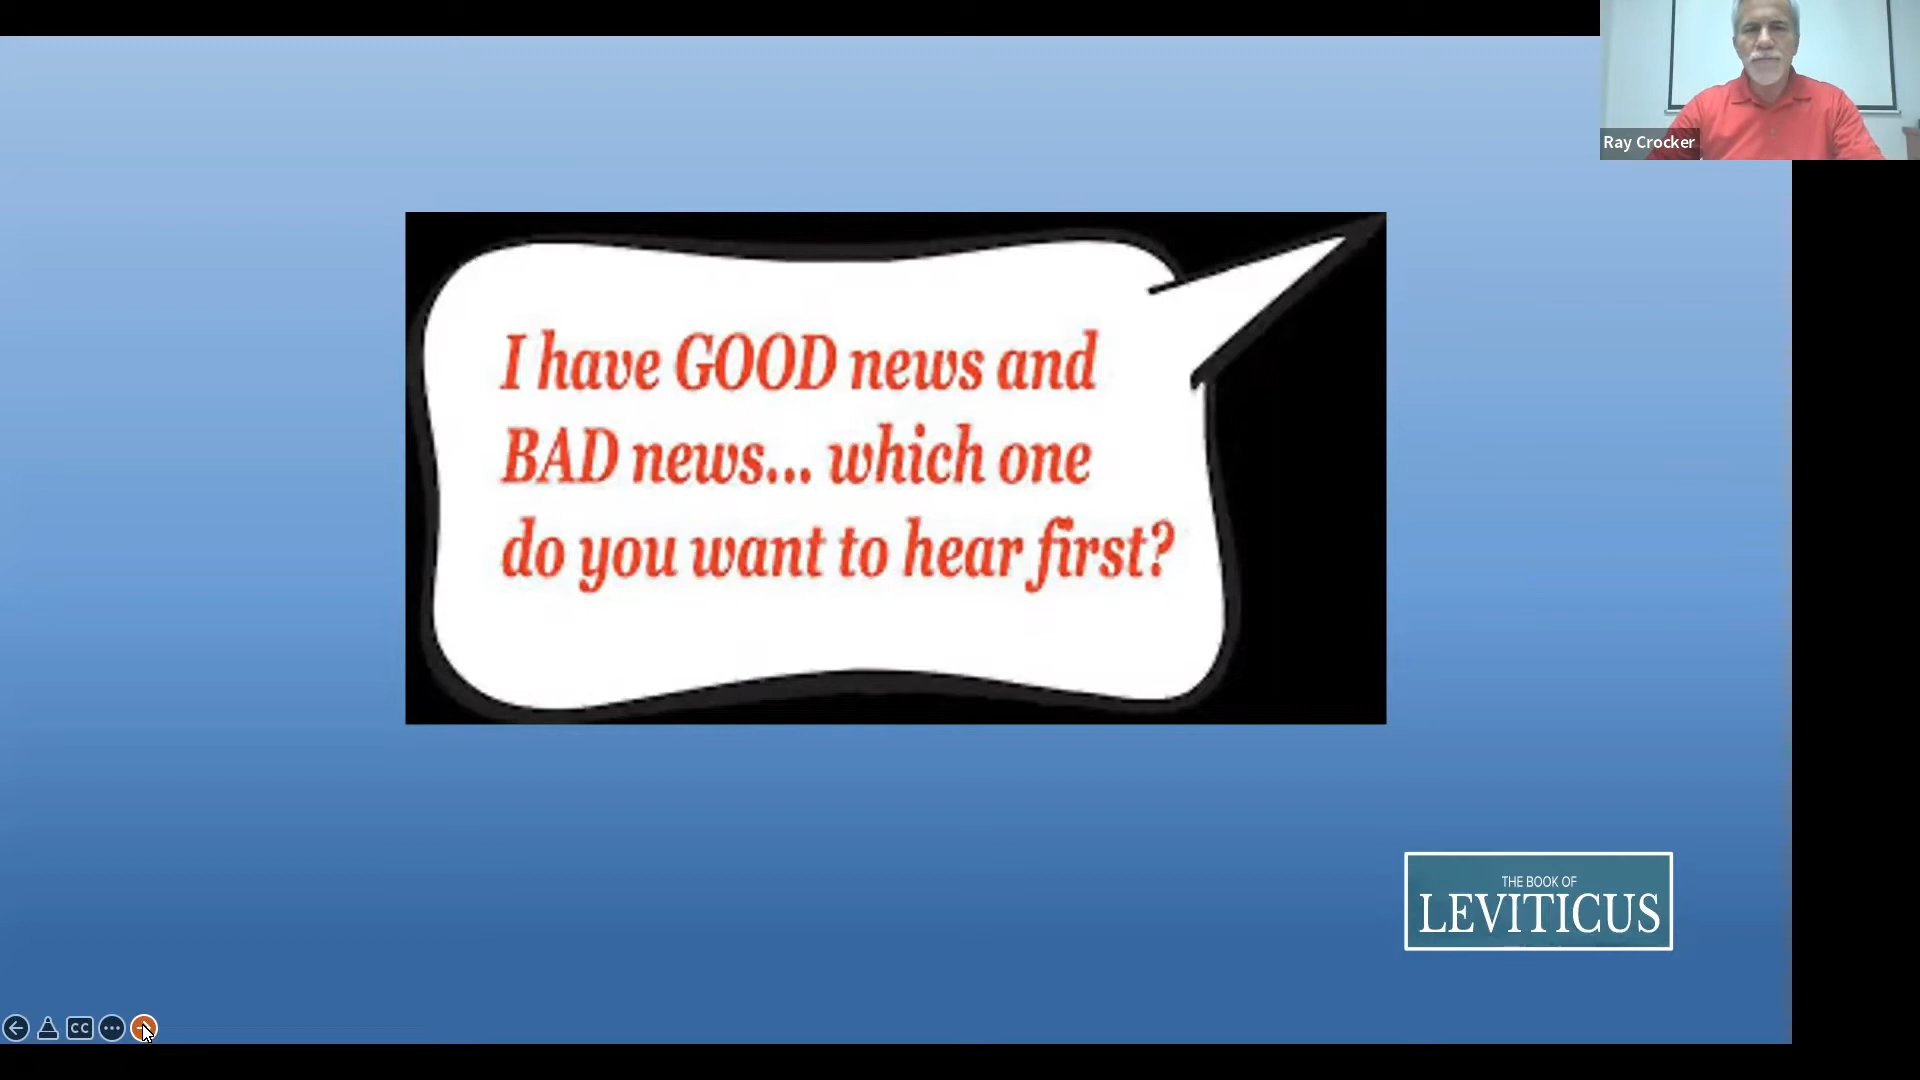 Ray Crocker
I have GOOD news and
BAD news... which one
do you want to hear first?
THE BOOK OF
LEVITICUS
CC